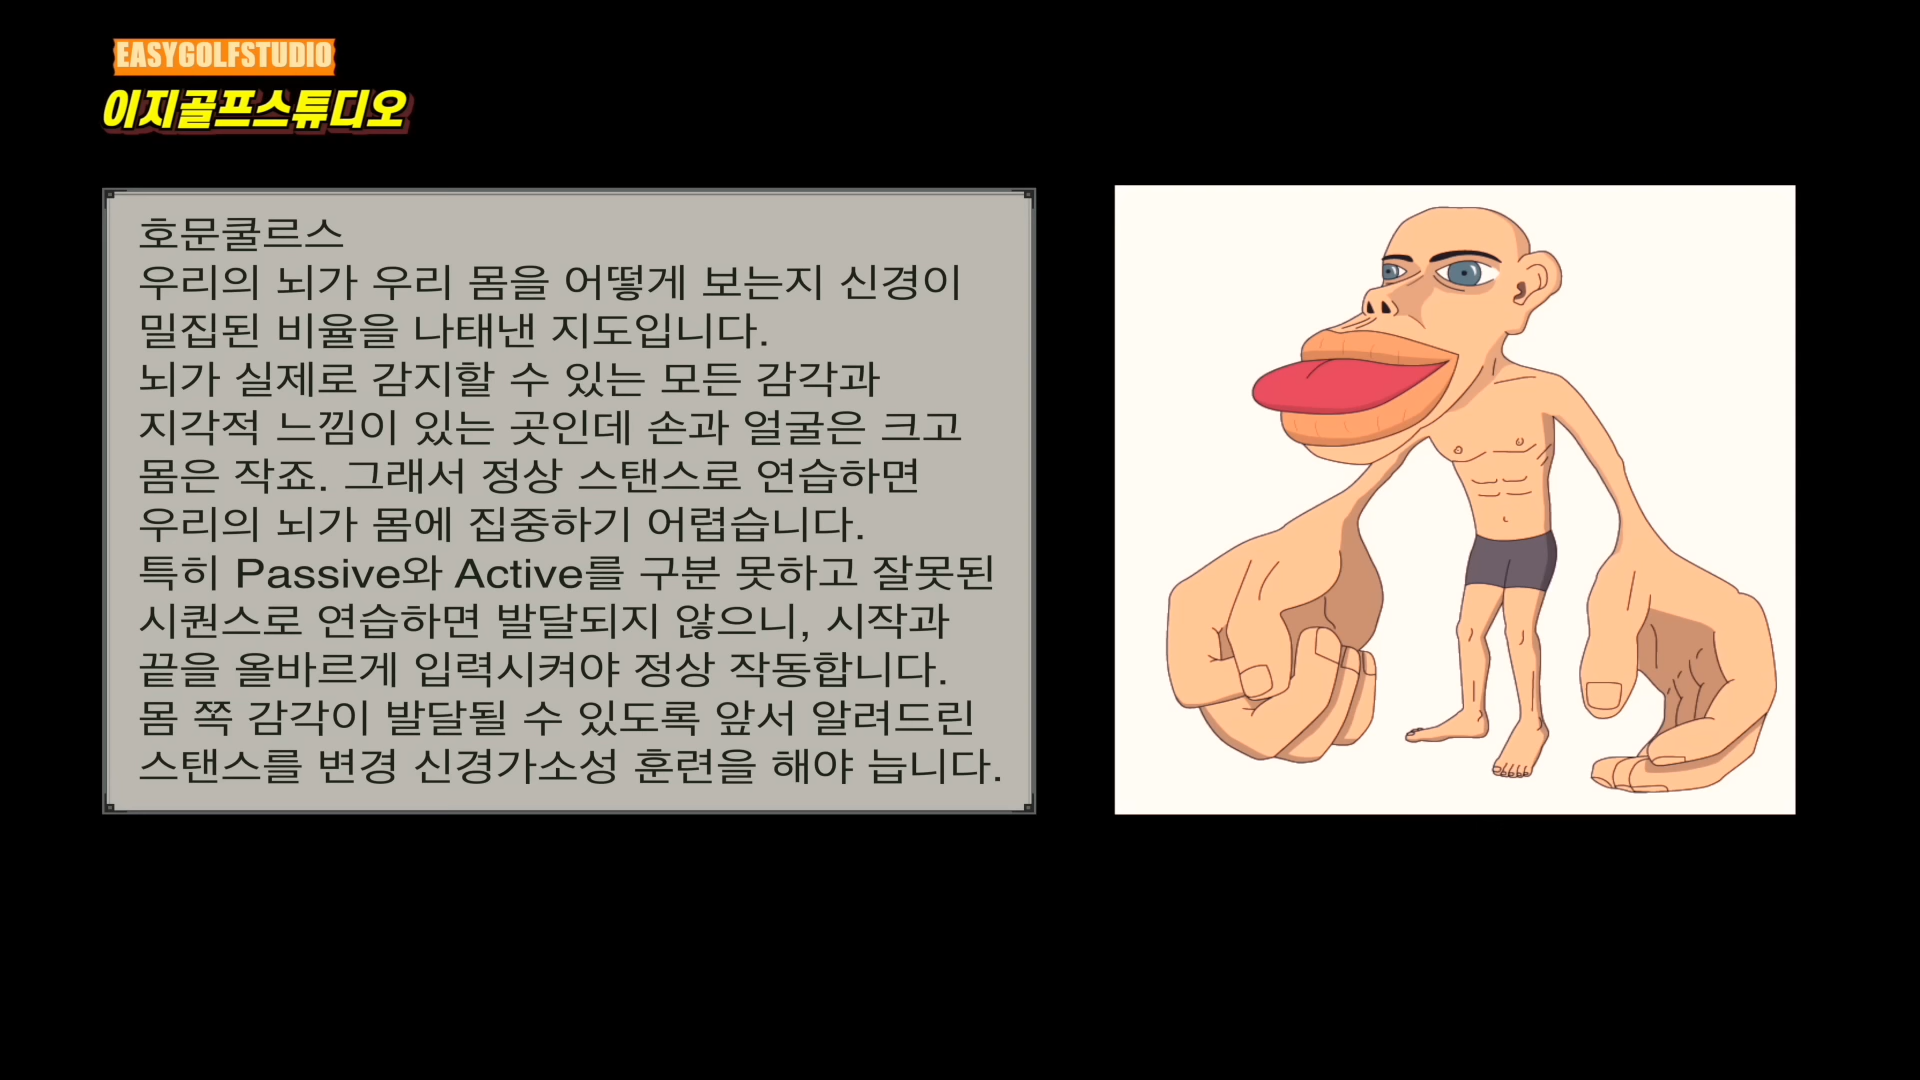 EASYGOLFSTUDIO
이지골프스튜디오
호문쿨르스
우리의 뇌가 우리 몸을 어떻게 보는지 신경이
밀집된 비율을 나태낸 지도입니다.
뇌가 실제로 감지할 수 있는 모든 감각과
지각적 느낌이 있는 곳인데 손과 얼굴은 크고
몸은 작죠. 그래서 정상 스탠스로 연습하면
우리의 뇌가 몸에 집중하기 어렵습니다.
특히 Passive와 Active를 구분 못하고 잘못된
시퀀스로 연습하면 발달되지 않으니, 시작과
끝을 올바르게 입력시켜야 정상 작동합니다.
몸 쪽 감각이 발달될 수 있도록 앞서 알려드린
스탠스를 변경 신경가소성 훈련을 해야 늡니다.